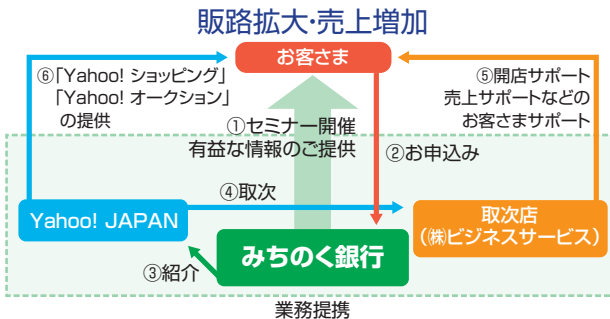 販路拡大・売上増加
お客さま
⑥「Yahoo! ショッピング」
「Yahoo! オークション」
の提供
⑤開店サポート
売上サポートなどの
お客さまサポート
①セミナー開催
有益な情報のご提供
②お申込み
④取次
Yahoo! JAPAN
取次店
(㈱ビジネスサービス)
みちのく銀行
③紹介
業務提携